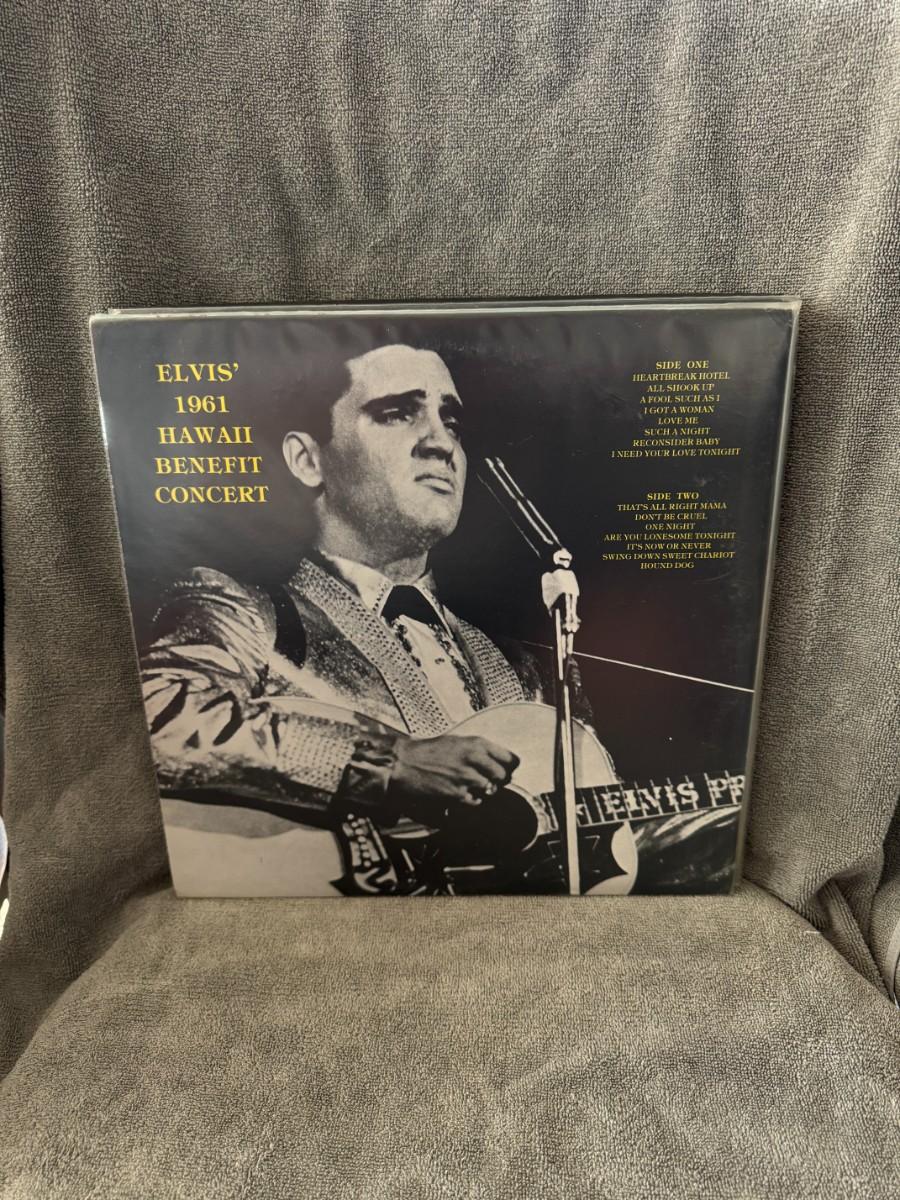 ELVIS'
1961
HAWAII
BENEFIT
CONCERT
SIDE ONE
HEARTBREAK HOTEL
ALL SHOOK UP
A FOOL SUCH AS I
I GOT A WOMAN
LOVE ME
SUCH A NIGHT
RECONSIDER BABY
I NEED YOUR LOVE TONIGHT
SIDE TWO
THAT'S ALL RIGHT MAMA
DON'T BE CRUEL
ONE NIGHT
ARE YOU LONESOME TONIGHT
IT'S NOW OR NEVER
SWING DOWN SWEET CHARIOT
HOUND DOG
ELVIS PR